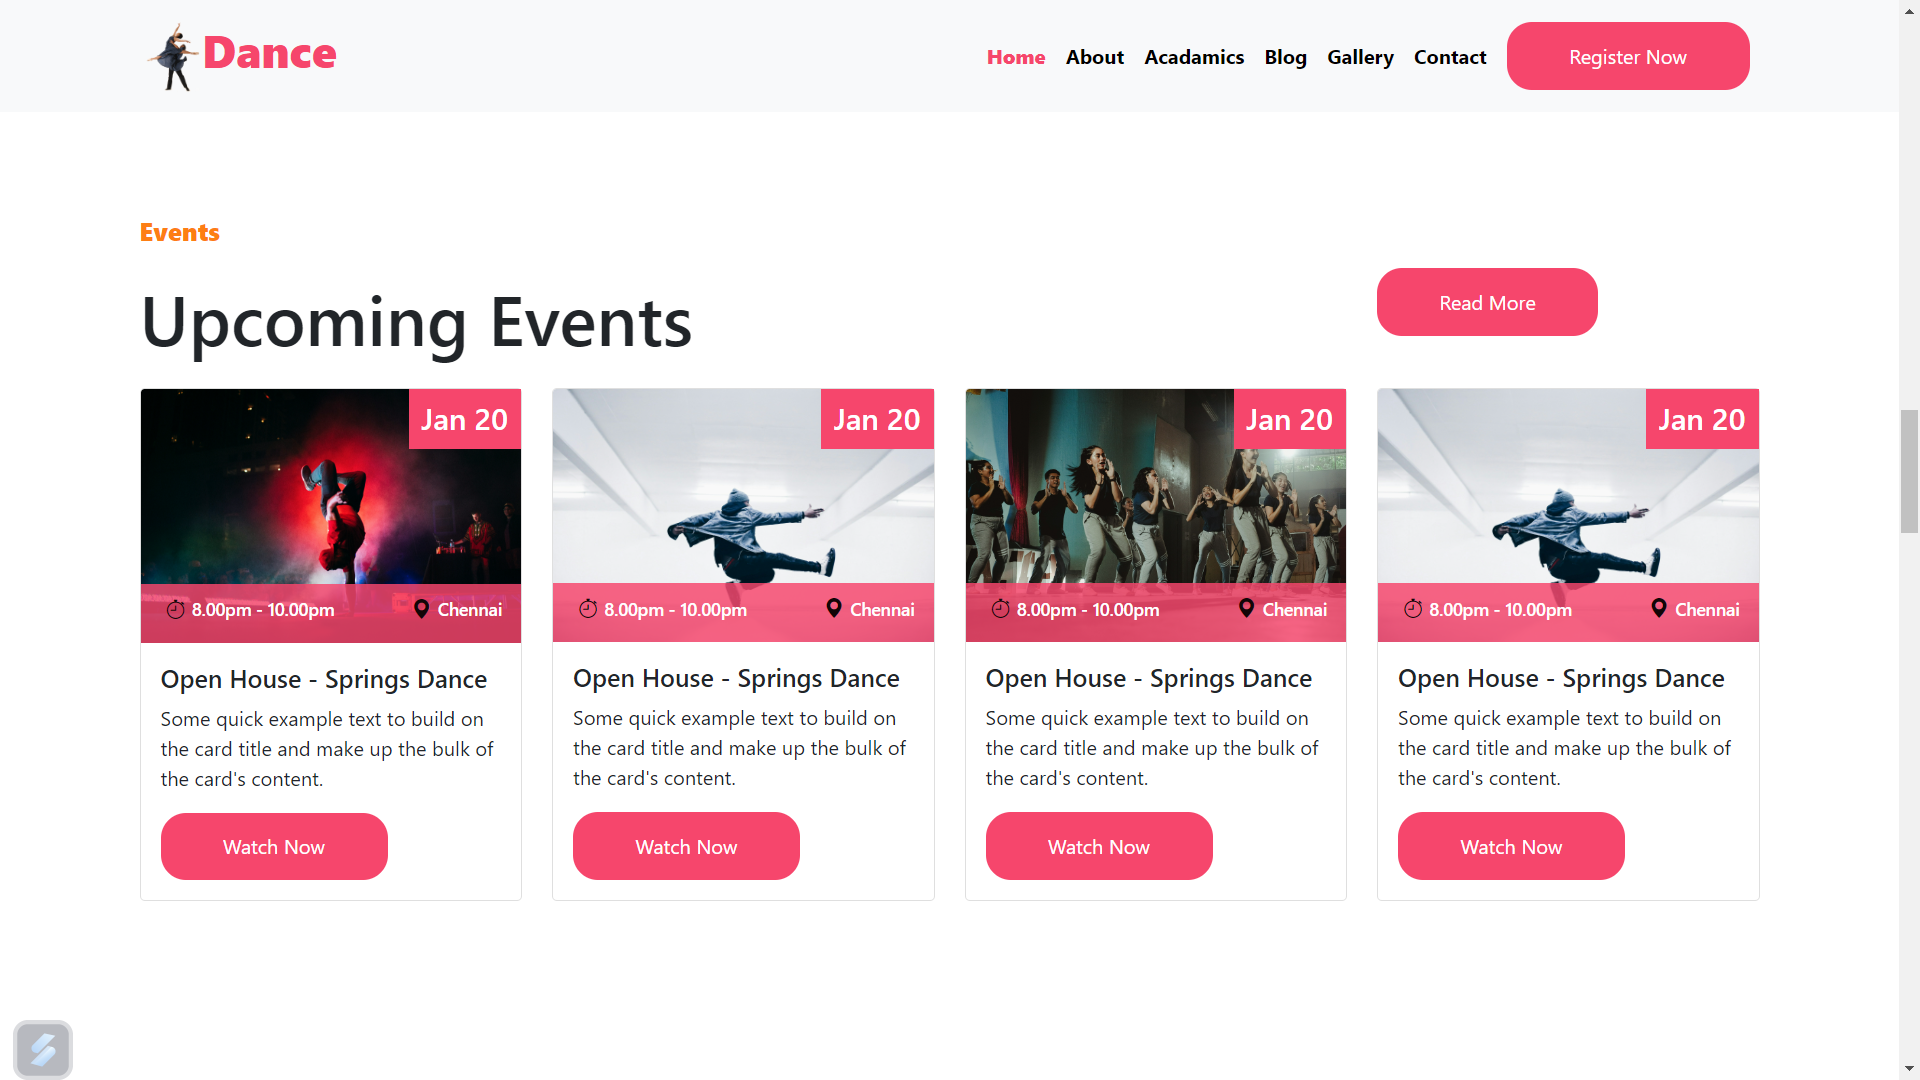 Dance
Home About Acadamics Blog Gallery Contact Register Now
Events
Upcoming Events
Read More
Jan 20
8.00pm - 10.00pm Chennai
Open House - Springs Dance
Some quick example text to build on
the card title and make up the bulk of
the card's content.
Watch Now
Jan 20
8.00pm - 10.00pm Chennai
Open House - Springs Dance
Some quick example text to build on
the card title and make up the bulk of
the card's content.
Watch Now
Jan 20
8.00pm - 10.00pm Chennai
Open House - Springs Dance
Some quick example text to build on
the card title and make up the bulk of
the card's content.
Watch Now
Jan 20
8.00pm - 10.00pm Chennai
Open House - Springs Dance
Some quick example text to build on
the card title and make up the bulk of
the card's content.
Watch Now